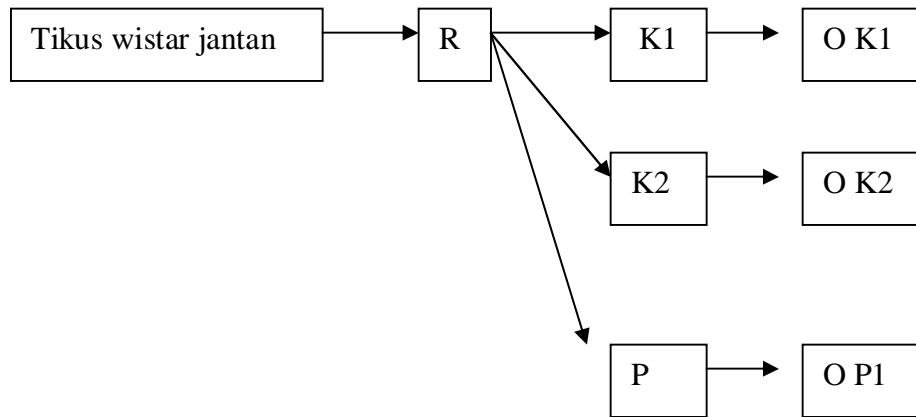 Tikus wistar jantan
R
K1
O K1
K2
O K2
P
O P1